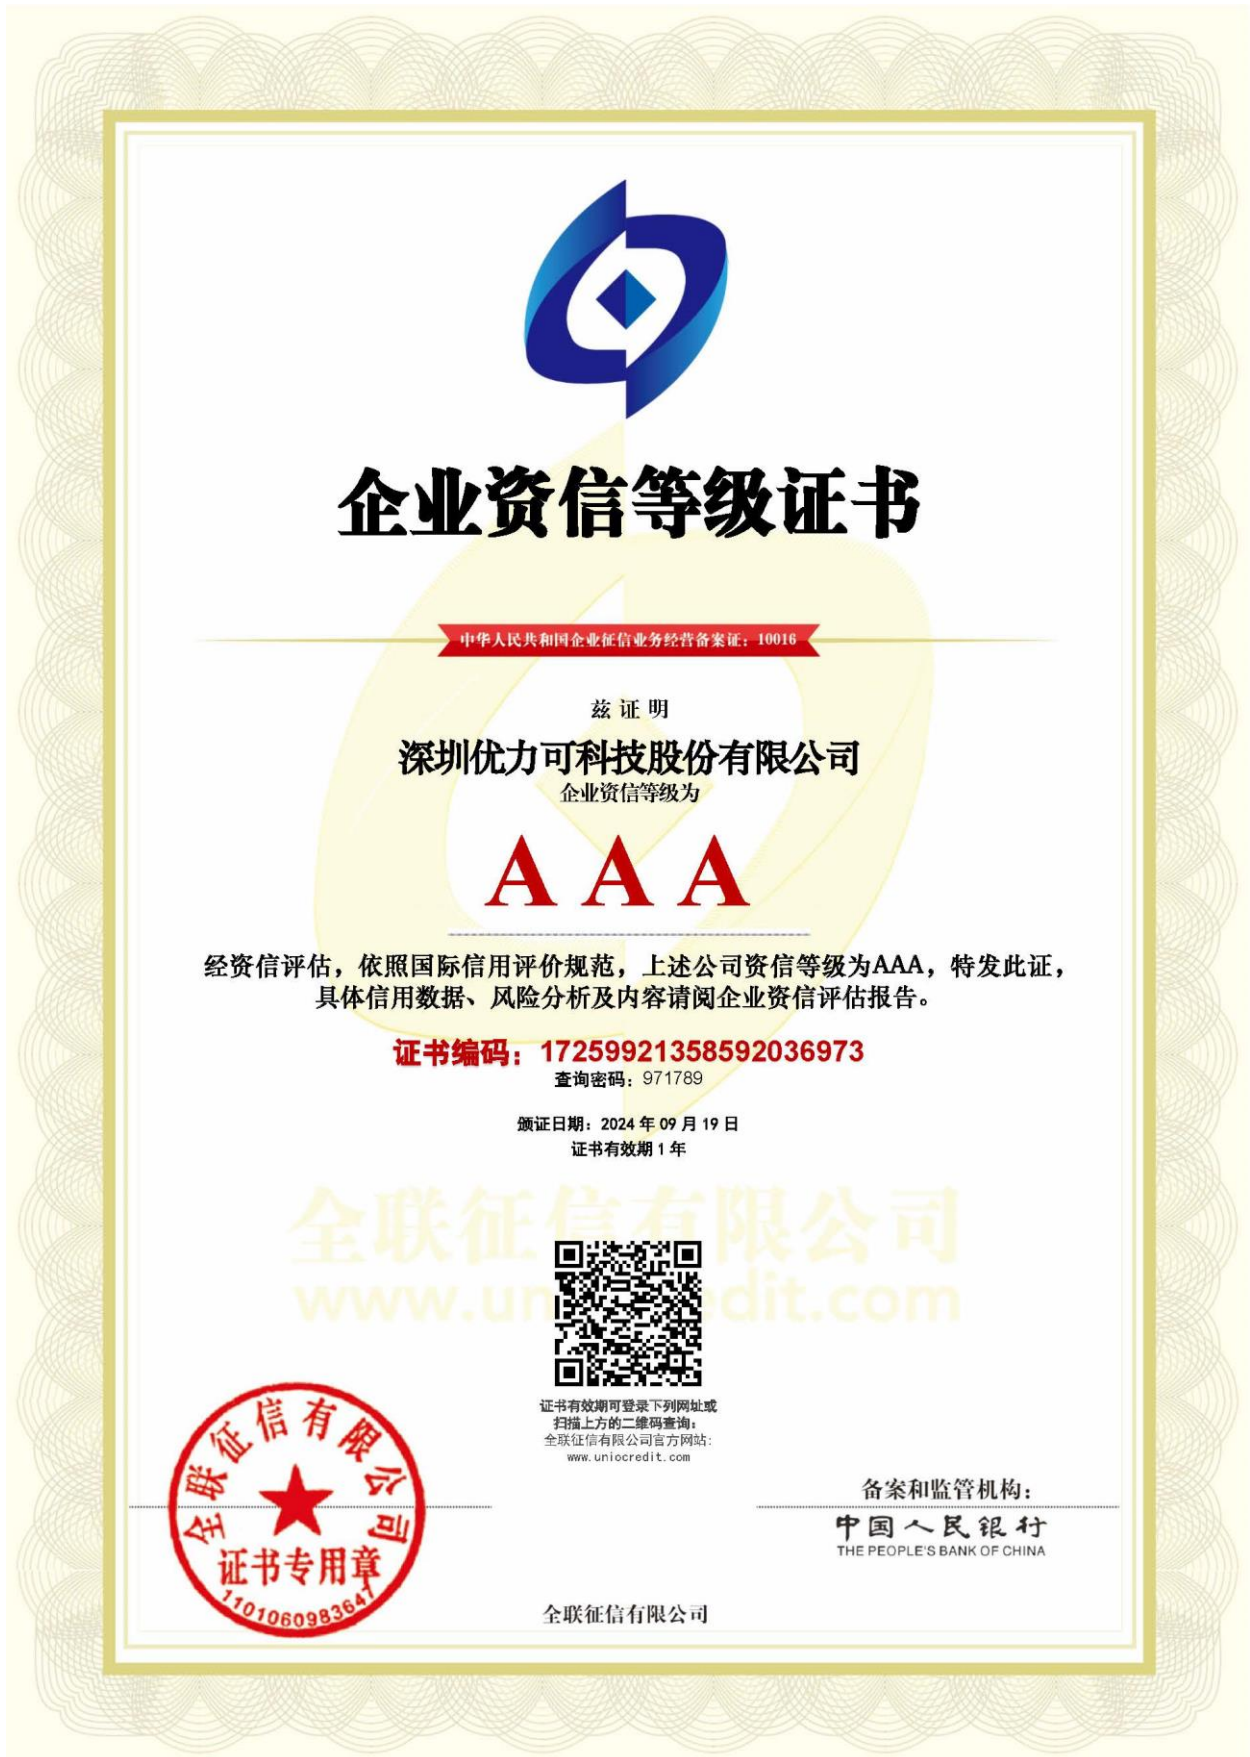 企业资信等级证书
中华人民共和国企业征信业务经营备案证：10016
兹证明
深圳优力可科技股份有限公司
企业资信等级为
AAA
经资信评估，依照国际信用评价规范，上述公司资信等级为AAA，特发此证，
具体信用数据、风险分析及内容请阅企业资信评估报告。
证书编码：17259921358592036973
查询密码：971789
颁证日期：2024年09月19日
证书有效期1年
全联征信有限公司
www.un edit.com
证书有效期可登录下列网址或
扫描上方的二维码查询：
全联征信有限公司官方网站：
www.uniocredit.com
全联征信有限公司
证书专用章
1101060983647
备案和监管机构：
中国人民银行
THE PEOPLE'S BANK OF CHINA
全联征信有限公司